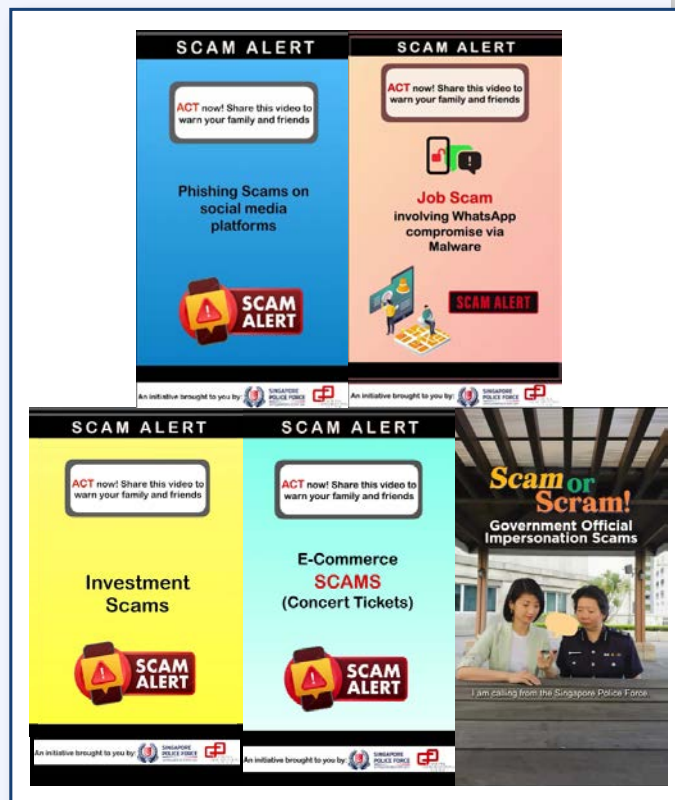 SCAM ALERT
ACT now! Share this video to
warn your family and friends
Phishing Scams on
social media
platforms
SCAM
ALERT
An initiative brought to you by:
SINGAPORE
POLICE FORCE
SCAM ALERT
ACT now! Share this video to
warn your family and friends
Job Scam
involving WhatsApp
compromise via
Malware
SCAM ALERT
An initiative brought to you by:
SINGAPORE
POLICE FORCE
SCAM ALERT
ACT now! Share this video to
warn your family and friends
Investment
Scams
SCAM
ALERT
An initiative brought to you by:
SINGAPORE
POLICE FORCE
SCAM ALERT
ACT now! Share this video to
warn your family and friends
E-Commerce
SCAMS
(Concert Tickets)
SCAM
ALERT
An initiative brought to you by:
SINGAPORE
POLICE FORCE
Scam or
Scram!
Government Official
Impersonation Scams
I am calling from the Singapore Police Force